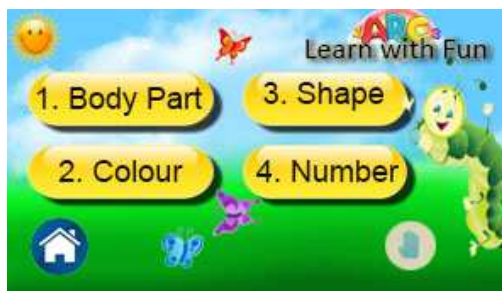 ABC
Learn with Fun
1. Body Part
3. Shape
2. Colour
4. Number